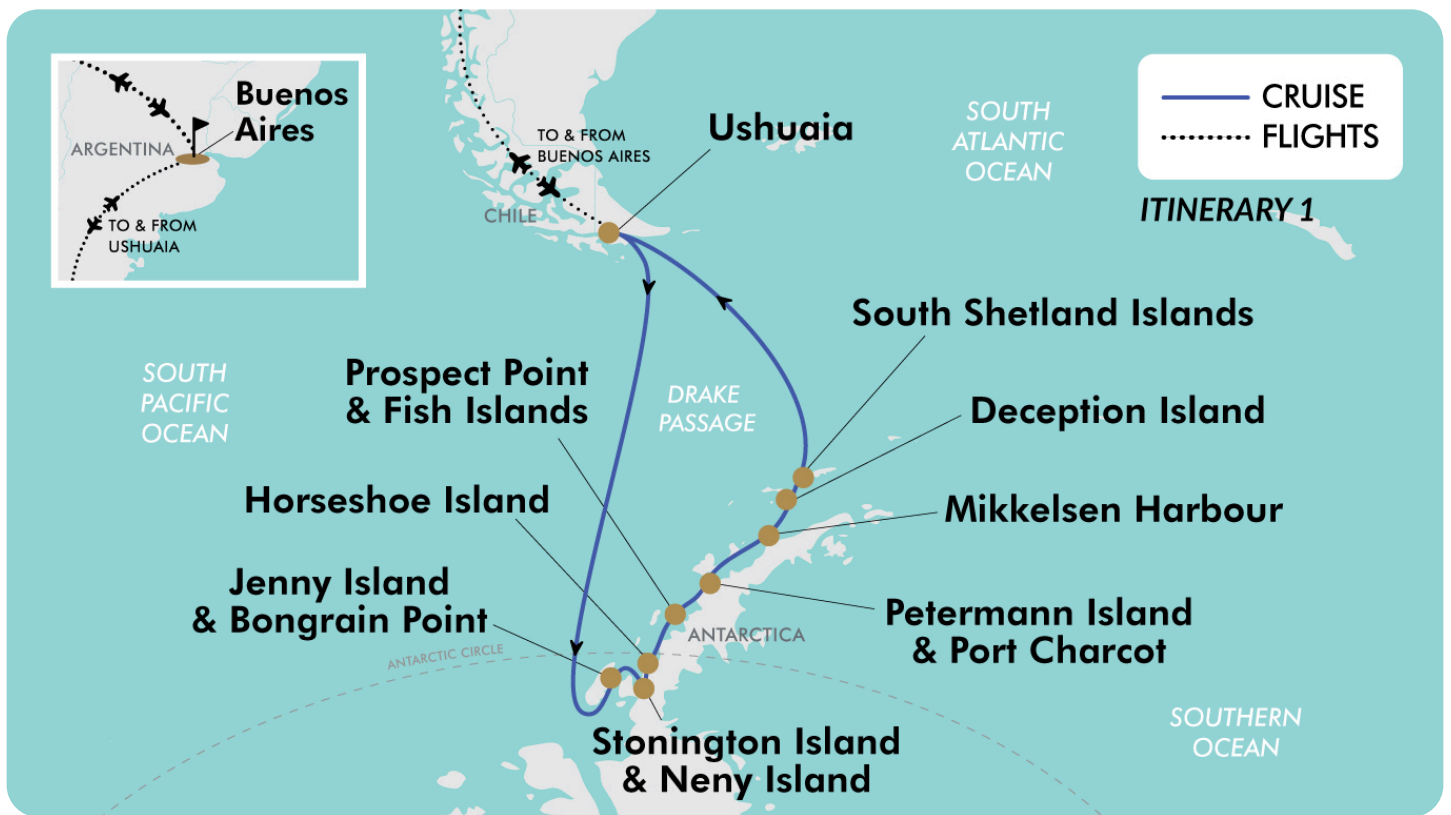 Buenos
Aires
ARGENTINA
TO & FROM
USHUAIA
TO & FROM
BUENOS AIRES
CHILE
Ushuaia
SOUTH
ATLANTIC
OCEAN
CRUISE
FLIGHTS
ITINERARY 1
South Shetland Islands
SOUTH
PACIFIC
OCEAN
Prospect Point
& Fish Islands
DRAKE
PASSAGE
Deception Island
Horseshoe Island
Mikkelsen Harbour
Jenny Island
& Bongrain Point
Petermann Island
& Port Charcot
ANTARCTICA
ANTARCTIC CIRCLE
Stonington Island
& Neny Island
SOUTHERN
OCEAN